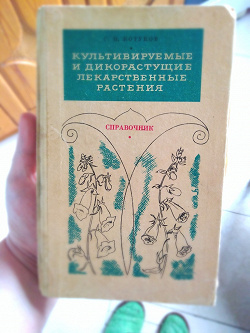 КУЛЬТИВИРУЕМЫЕ
И ДИКОРАСТУЩИЕ
ЛЕКАРСТВЕННЫЕ
РАСТЕНИЯ
СПРАВОЧНИК